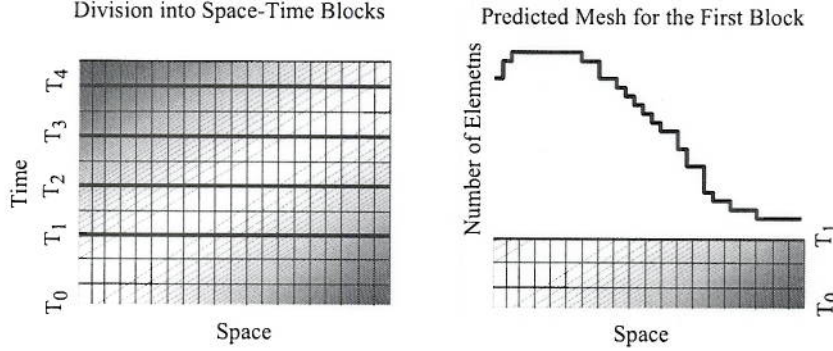 Division into Space-Time Blocks
Time
T4
T3
T2
T1
T0
Space
Predicted Mesh for the First Block
Number of Elemetns
T1
T0
Space